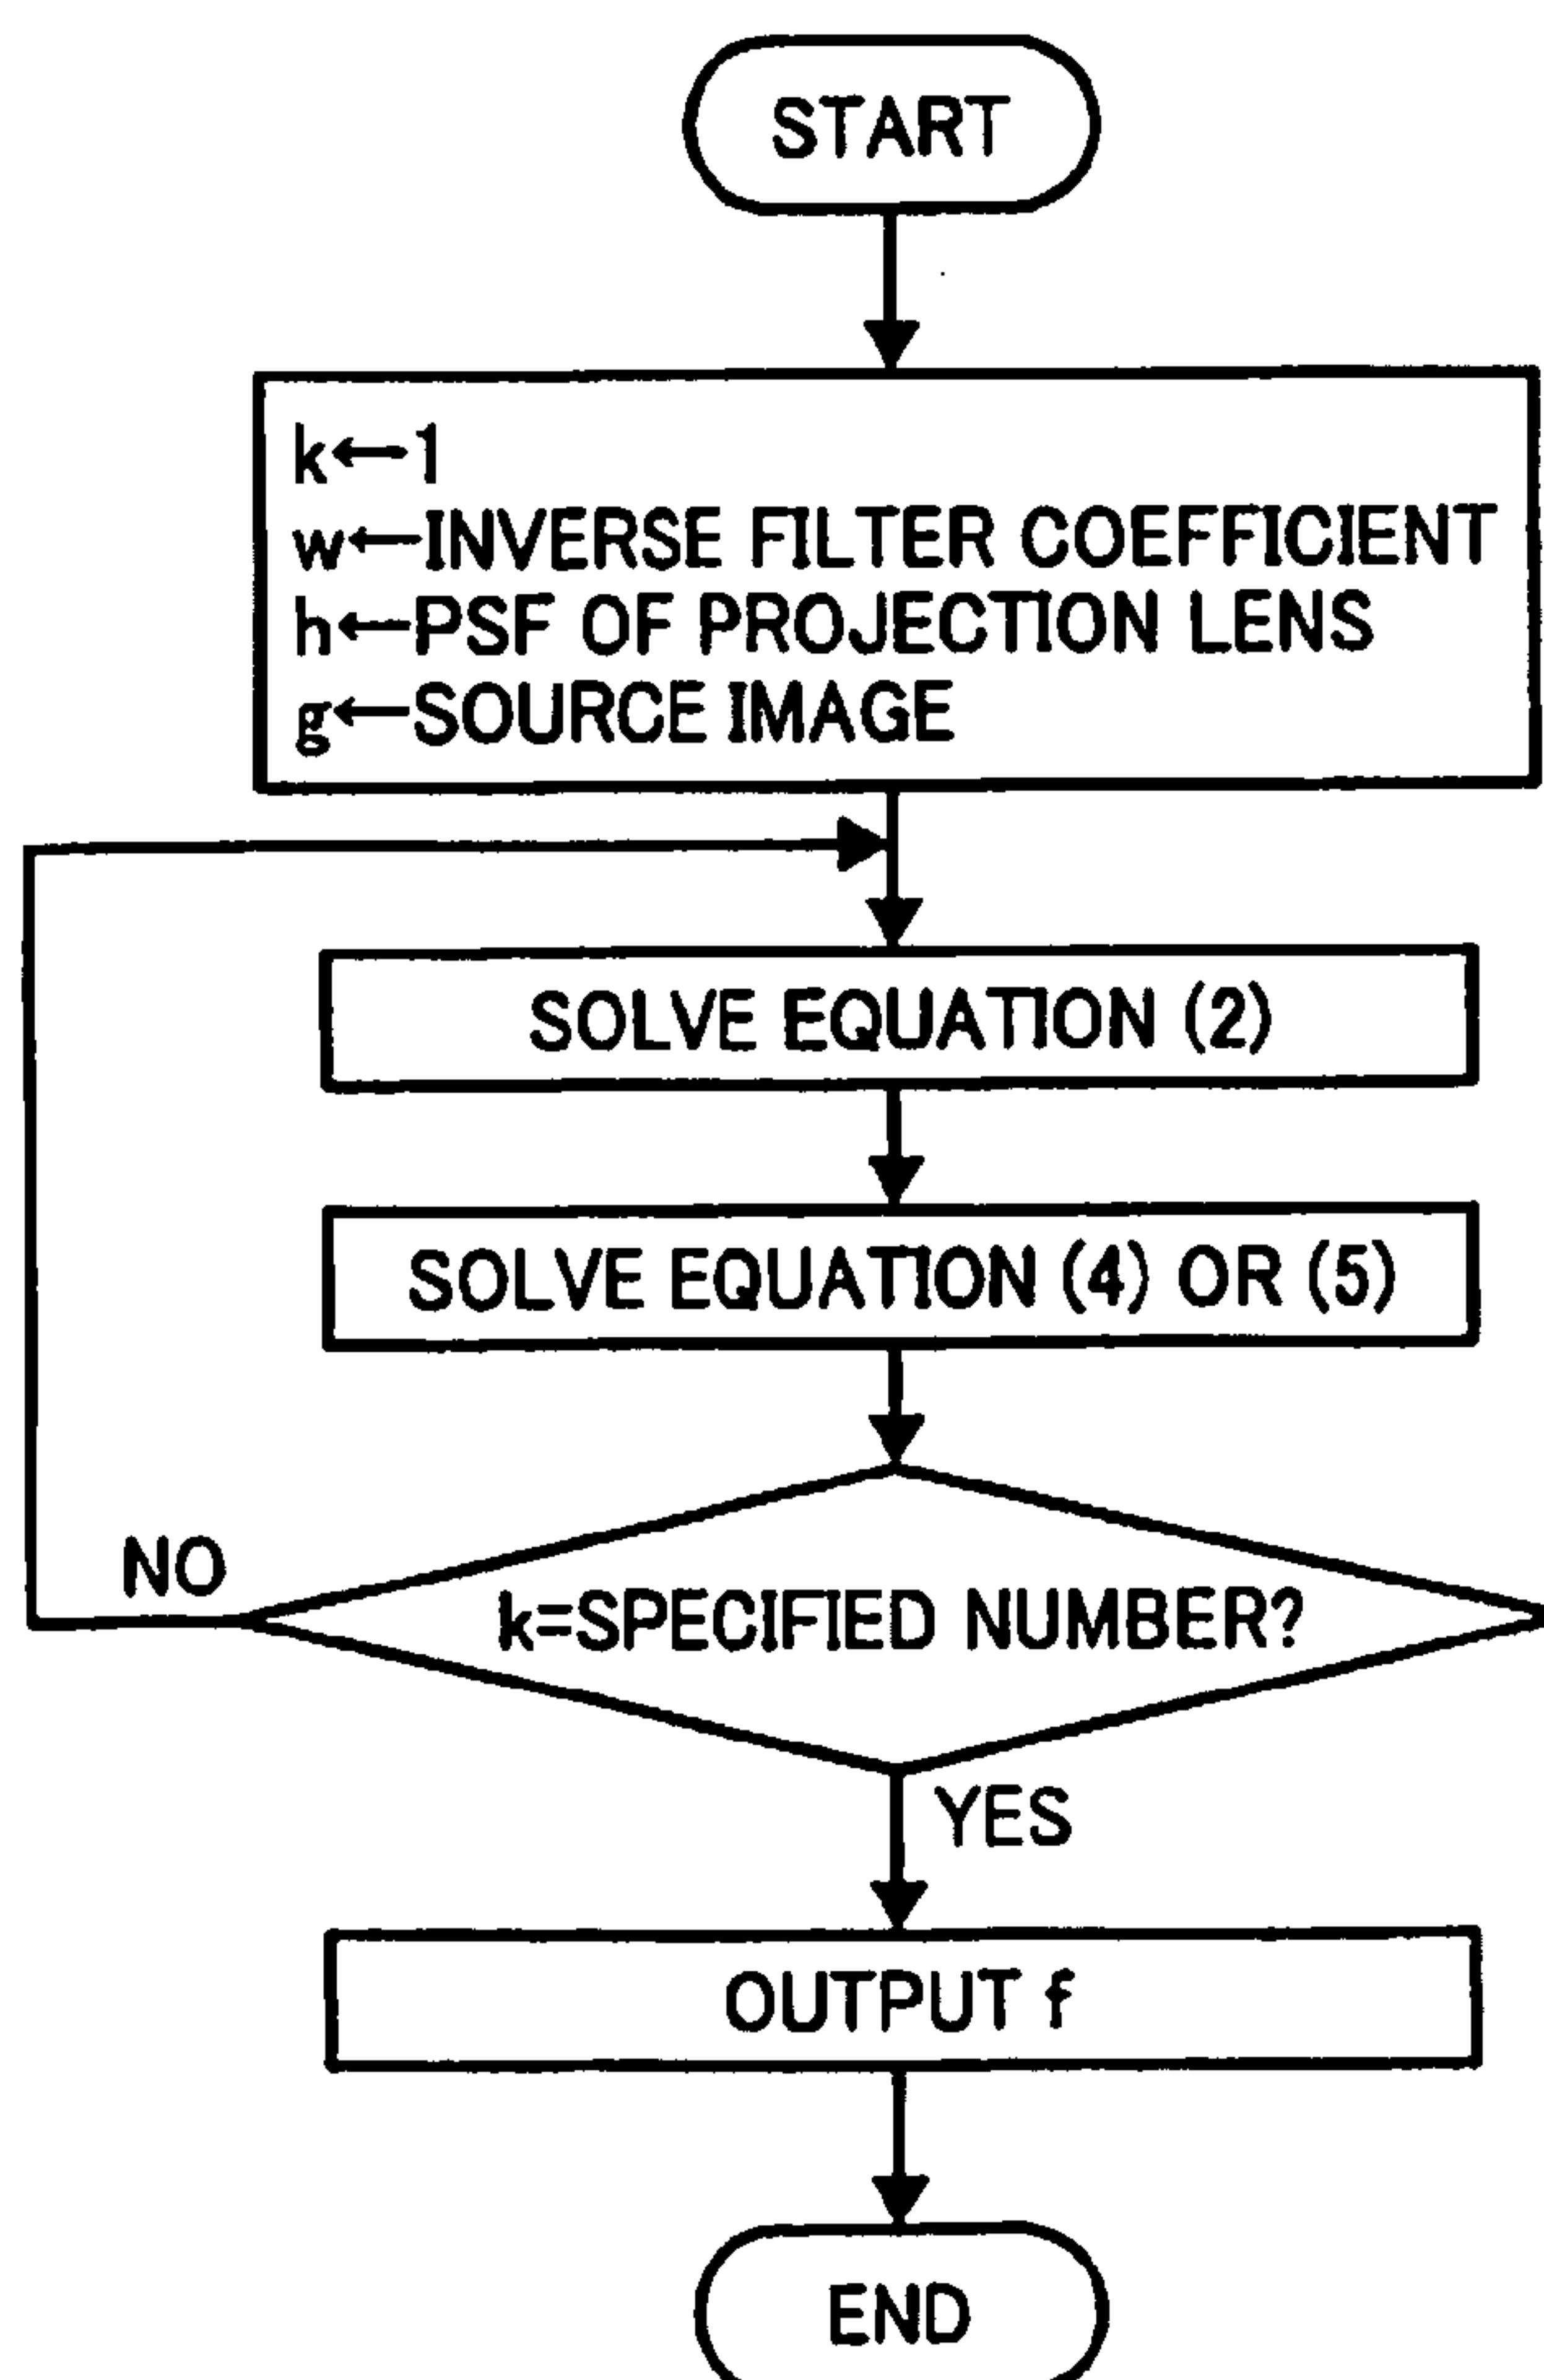 START
k←1
w←INVERSE FILTER COEFFICIENT
h←PSF OF PROJECTION LENS
g←SOURCE IMAGE
SOLVE EQUATION (2)
SOLVE EQUATION (4) OR (5)
NO
k=SPECIFIED NUMBER?
YES
OUTPUT f
END